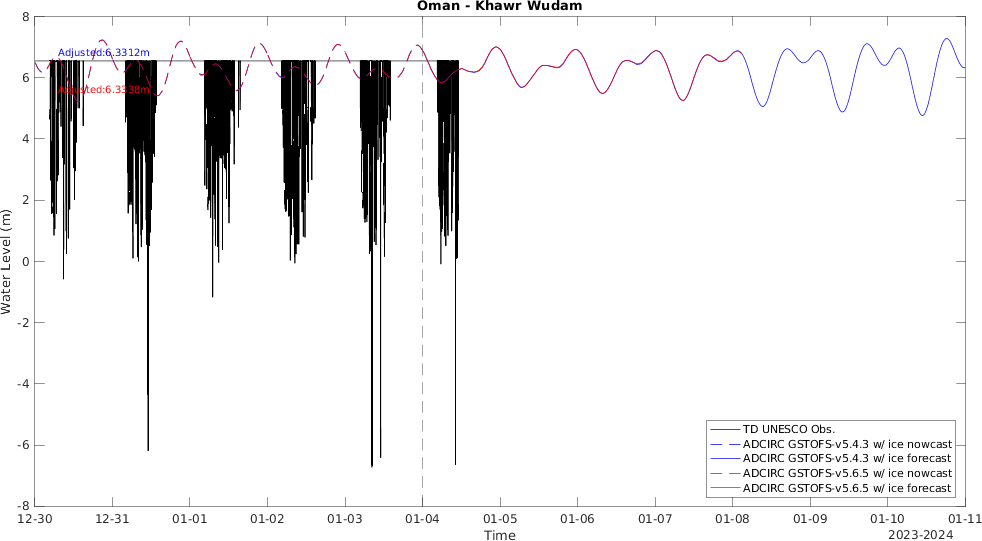 Oman - Khawr Wudam
8
6
4
2
0
-2
-4
-6
-8
Water Level (m)
Adjusted:6.3312m
Adjusted:6.3338m
TD UNESCO Obs.
ADCIRC GSTOFS-v5.4.3 w/ ice nowcast
ADCIRC GSTOFS-v5.4.3 w/ ice forecast
ADCIRC GSTOFS-v5.6.5 w/ ice nowcast
ADCIRC GSTOFS-v5.6.5 w/ ice forecast
12-30 12-31 01-01 01-02 01-03 01-04 01-05 01-06 01-07 01-08 01-09 01-10 01-11
Time
2023-2024